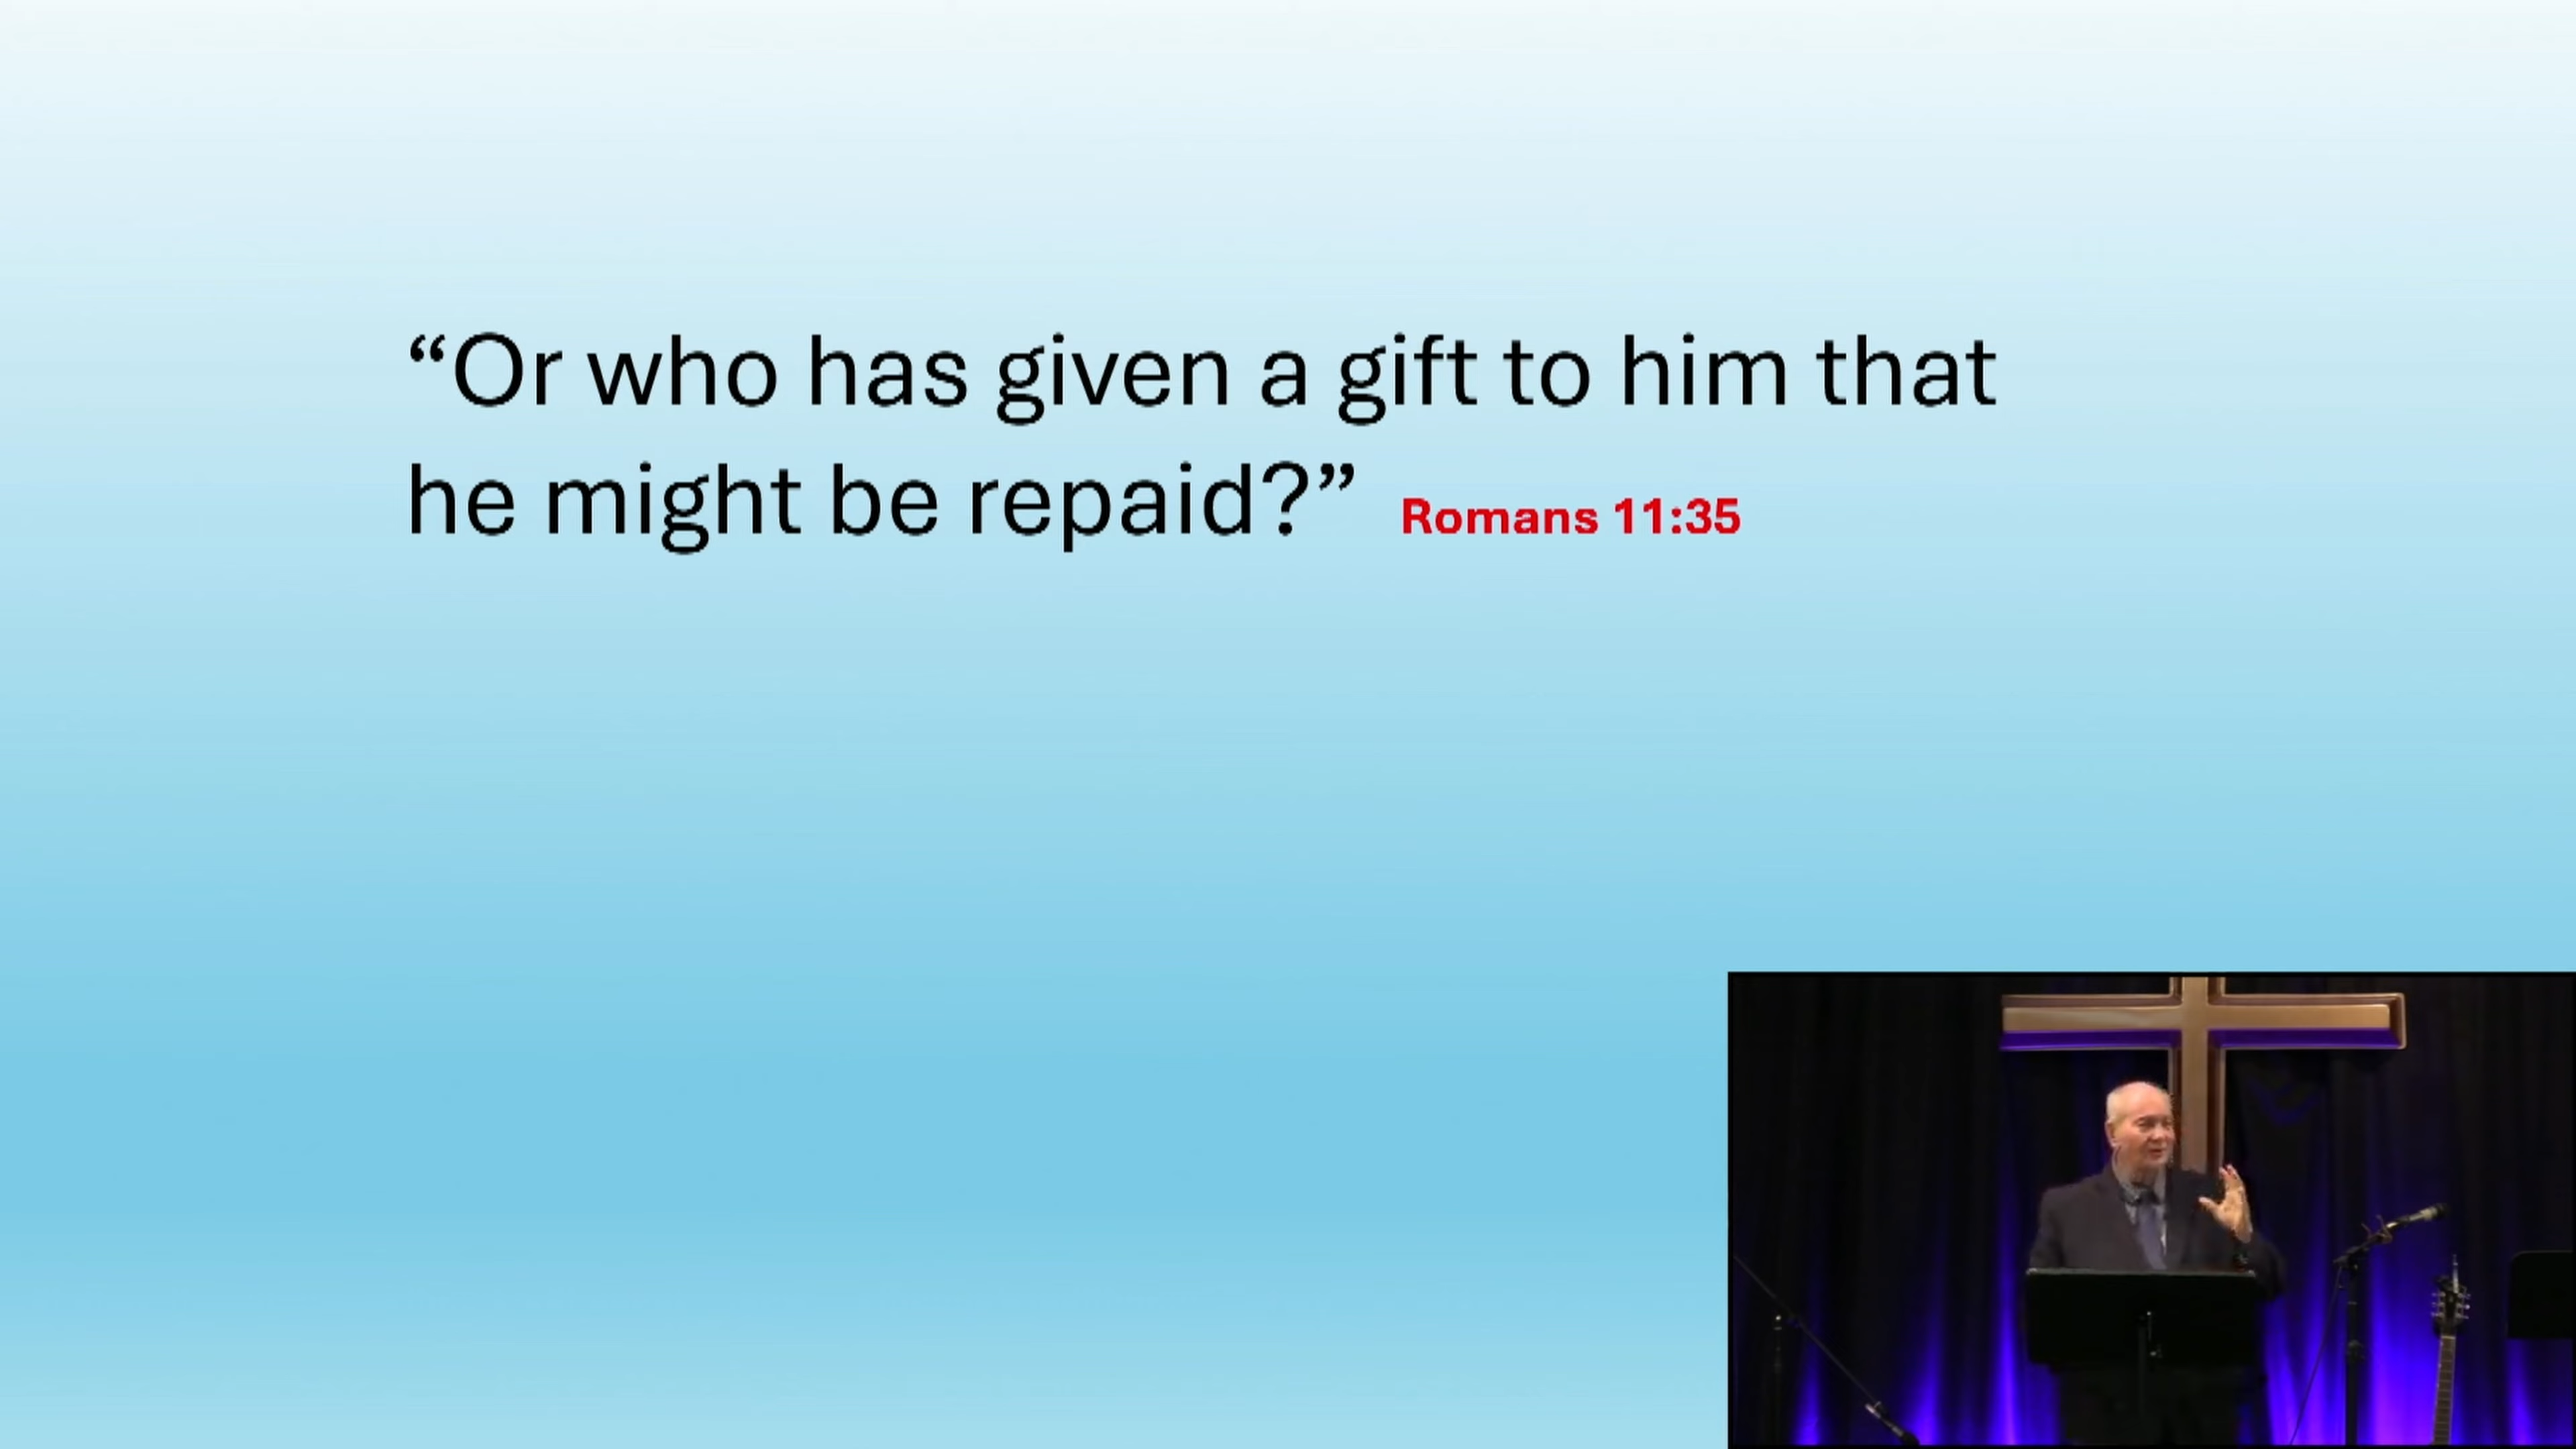 “Or who has given a gift to him that
he might be repaid?” Romans 11:35